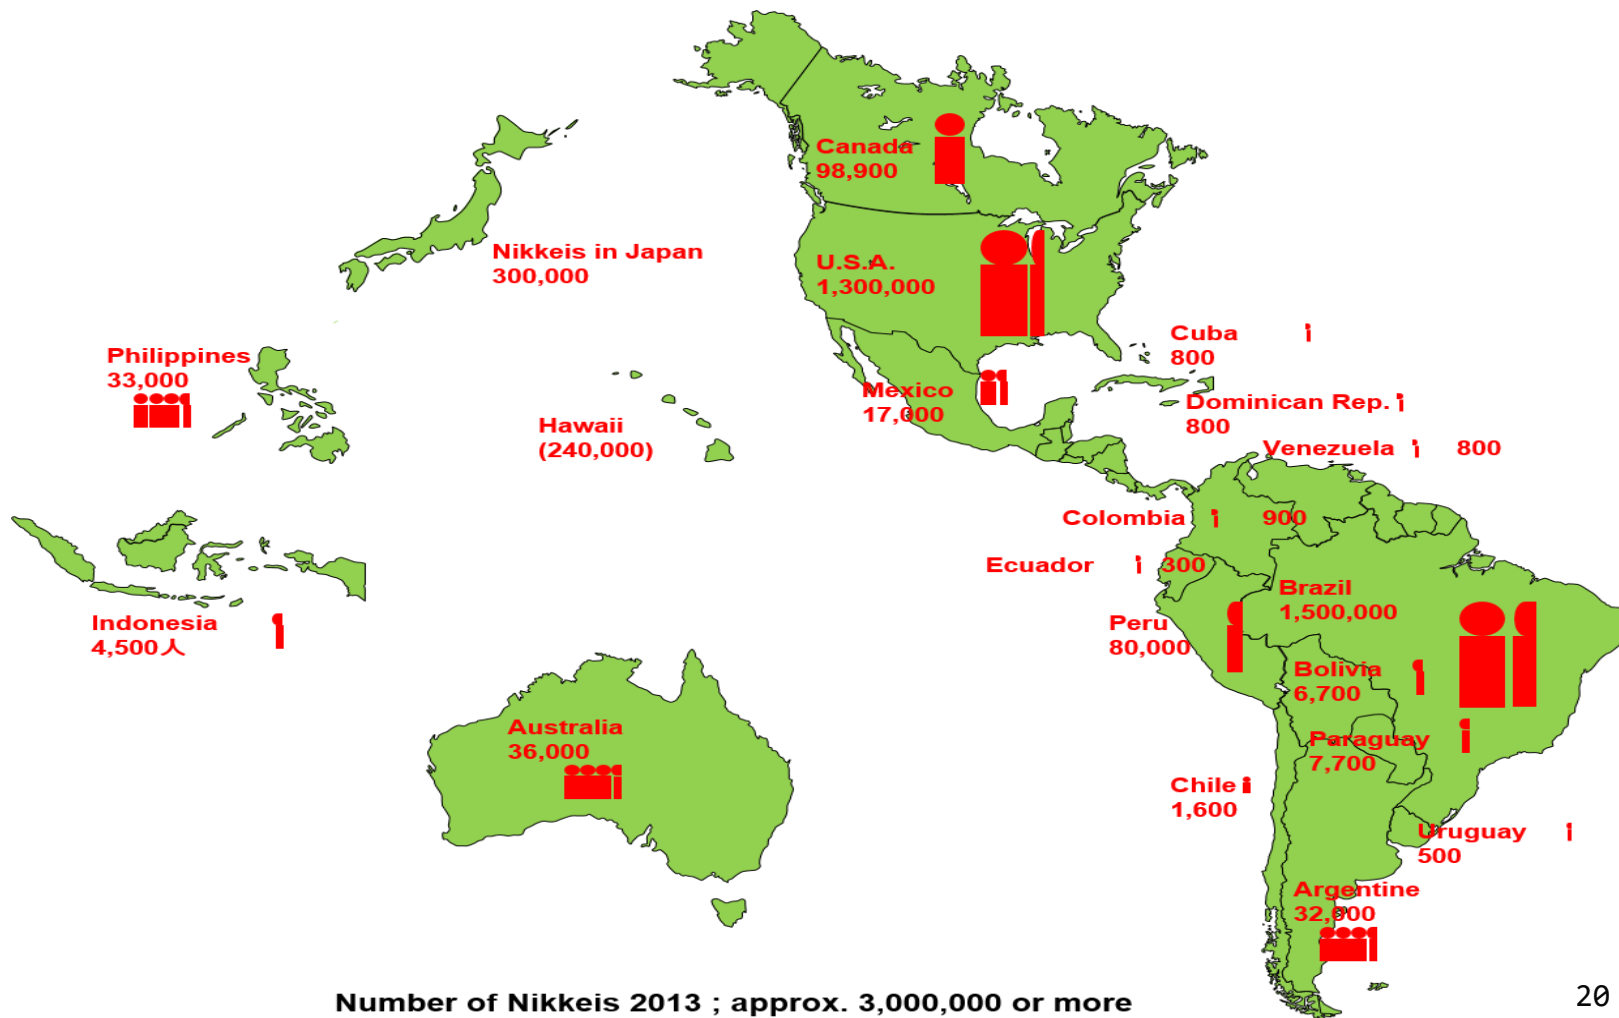 Canada
98,900
Nikkeis in Japan
300,000
U.S.A.
1,300,000
Cuba
800
Philippines
33,000
Mexico
17,000
Dominican Rep.
800
Hawaii
(240,000)
Venezuela 800
Colombia 900
Ecuador 300
Brazil
1,500,000
Indonesia
4,500人
Peru
80,000
Bolivia
6,700
Australia
36,000
Paraguay
7,700
Chile
1,600
Uruguay
500
Argentine
32,000
Number of Nikkeis 2013 ; approx. 3,000,000 or more
20